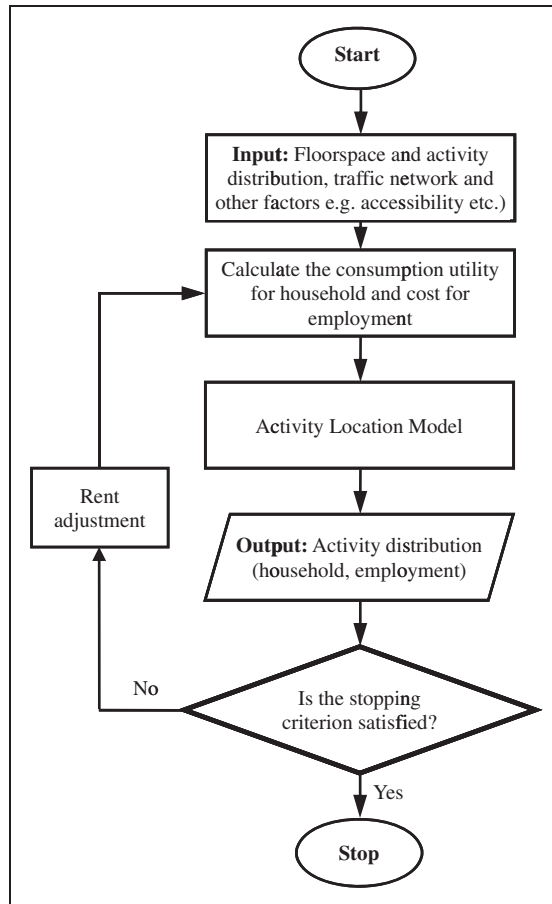 Start
Input: Floorspace and activity
distribution, traffic network and
other factors e.g. accessibility etc.)
Calculate the consumption utility
for household and cost for
employment
Activity Location Model
Rent
adjustment
Output: Activity distribution
(household, employment)
No
Is the stopping
criterion satisfied?
Yes
Stop